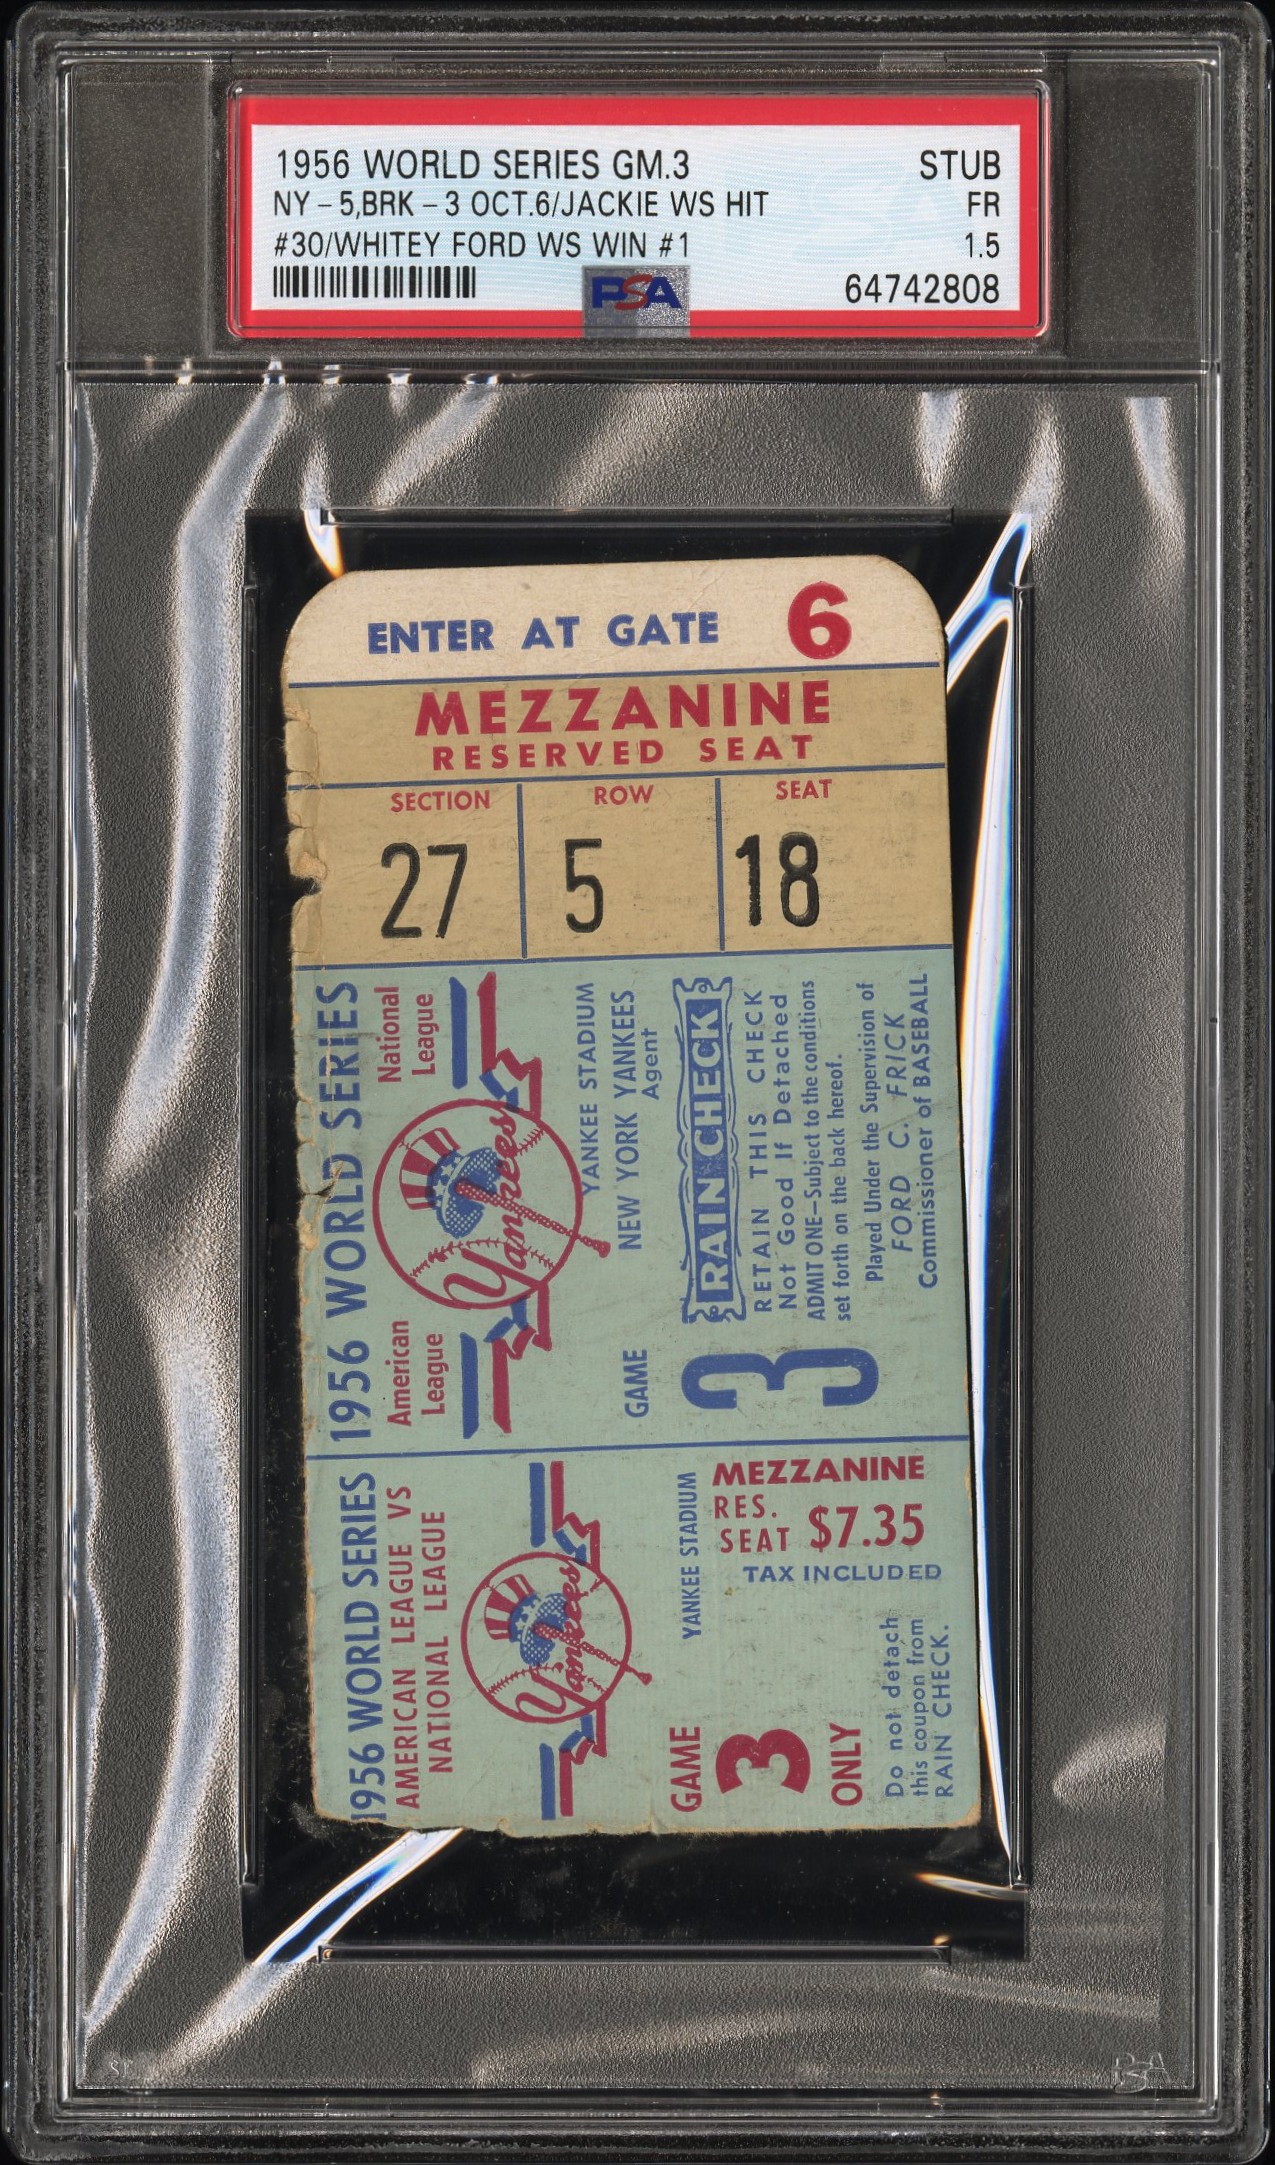 1956 WORLD SERIES GM.3 STUB
NY - 5,BRK - 3 OCT.6/JACKIE WS HIT FR
#30/WHITEY FORD WS WIN #1 1.5
PSA 64742808
ENTER AT GATE 6
MEZZANINE
RESERVED SEAT
SECTION ROW SEAT
27 5 18
1956 WORLD SERIES
American League
National League
Yankees
YANKEE STADIUM
NEW YORK YANKEES
Agent
GAME
3
RAIN CHECK
RETAIN THIS CHECK
Not Good If Detached
ADMIT ONE—Subject to the conditions
set forth on the back hereof.
Played Under the Supervision of
FORD C. FRICK
Commissioner of BASEBALL
1956 WORLD SERIES
AMERICAN LEAGUE VS
NATIONAL LEAGUE
Yankees
YANKEE STADIUM
MEZZANINE
RES.
SEAT $7.35
TAX INCLUDED
GAME
3
ONLY
Do not detach
this coupon from
RAIN CHECK.
PSA